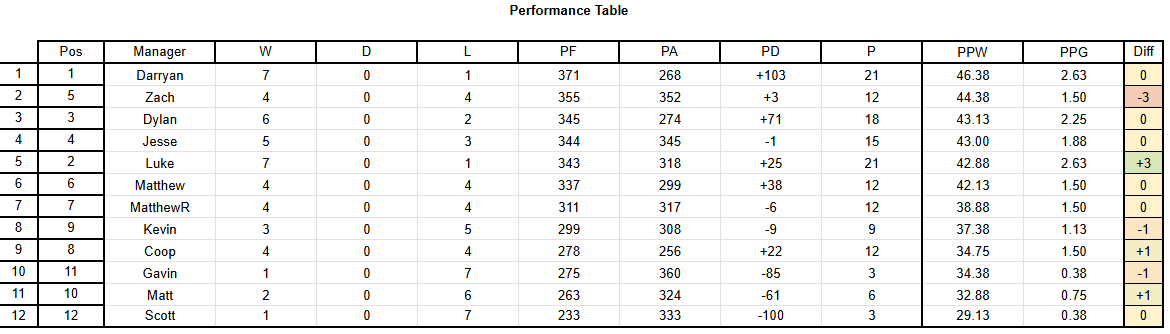 Performance Table
Pos Manager W D L PF PA PD P PPW PPG Diff
1 1 Darryan 7 0 1 371 268 +103 21 46.38 2.63 0
2 5 Zach 4 0 4 355 352 +3 12 44.38 1.50 -3
3 3 Dylan 6 0 2 345 274 +71 18 43.13 2.25 0
4 4 Jesse 5 0 3 344 345 -1 15 43.00 1.88 0
5 2 Luke 7 0 1 343 318 +25 21 42.88 2.63 +3
6 6 Matthew 4 0 4 337 299 +38 12 42.13 1.50 0
7 7 MatthewR 4 0 4 311 317 -6 12 38.88 1.50 0
8 9 Kevin 3 0 5 299 308 -9 9 37.38 1.13 -1
9 8 Coop 4 0 4 278 256 +22 12 34.75 1.50 +1
10 11 Gavin 1 0 7 275 360 -85 3 34.38 0.38 -1
11 10 Matt 2 0 6 263 324 -61 6 32.88 0.75 +1
12 12 Scott 1 0 7 233 333 -100 3 29.13 0.38 0